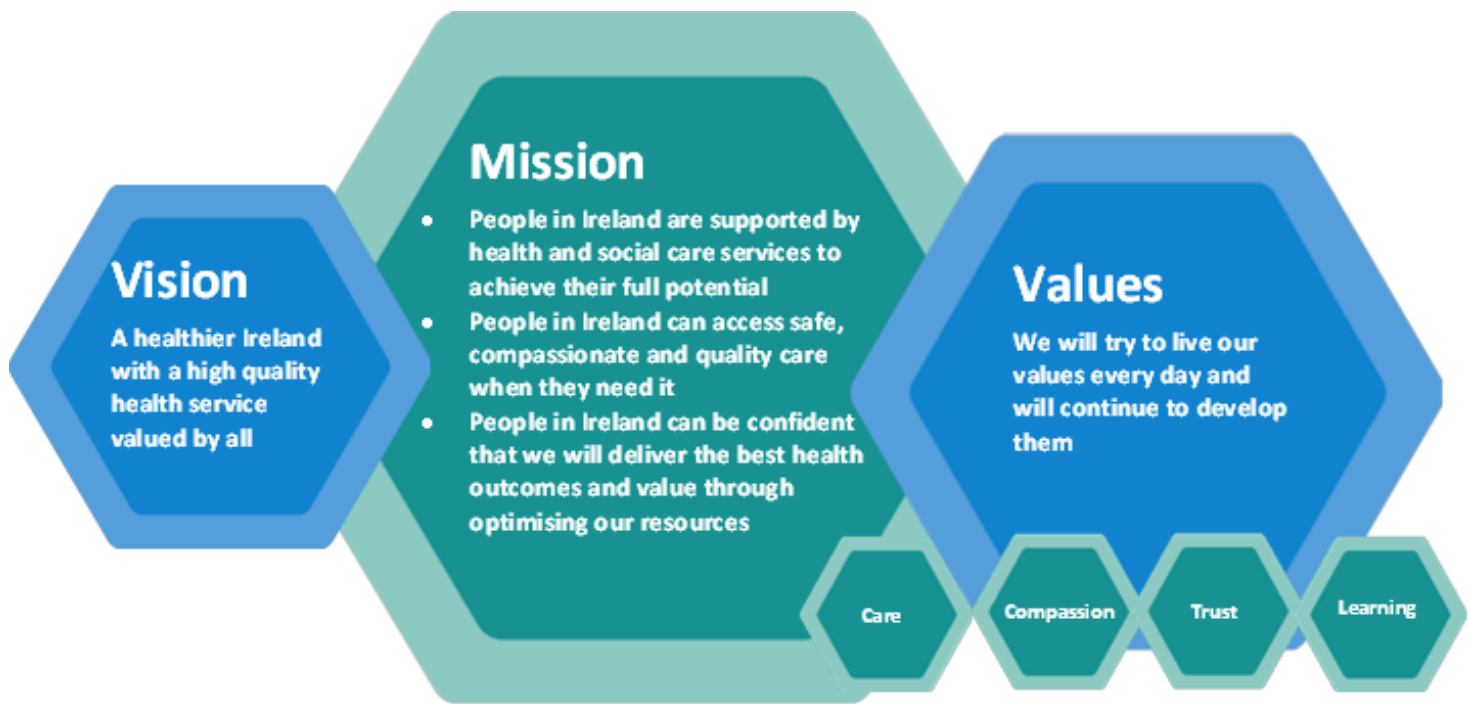 Vision
A healthier Ireland
with a high quality
health service
valued by all
Mission
• People in Ireland are supported by
health and social care services to
achieve their full potential
• People in Ireland can access safe,
compassionate and quality care
when they need it
• People in Ireland can be confident
that we will deliver the best health
outcomes and value through
optimising our resources
Values
We will try to live our
values every day and
will continue to develop
them
Care
Compassion
Trust
Learning